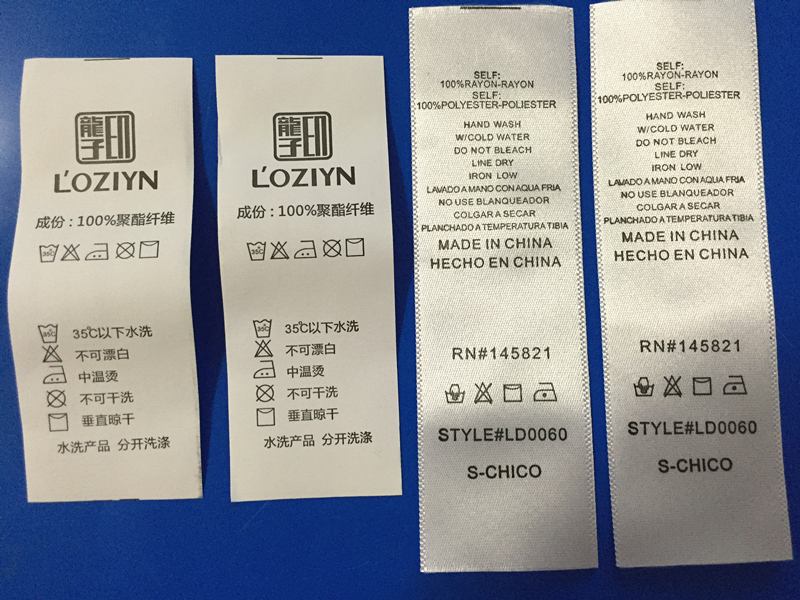 龍子印
L'OZIYN
成份：100%聚酯纤维
35℃
35℃ 35℃以下水洗
不可漂白
中温烫
不可干洗
垂直晾干
水洗产品 分开洗涤
龍子印
L'OZIYN
成份：100%聚酯纤维
35℃
35℃ 35℃以下水洗
不可漂白
中温烫
不可干洗
垂直晾干
水洗产品 分开洗涤
SELF:
100%RAYON-RAYON
SELF:
100%POLYESTER-POLIESTER
HAND WASH
W/COLD WATER
DO NOT BLEACH
LINE DRY
IRON LOW
LAVADO A MANO CON AQUA FRIA
NO USE BLANQUEADOR
COLGAR A SECAR
PLANCHADO A TEMPERATURA TIBIA
MADE IN CHINA
HECHO EN CHINA
RN#145821
STYLE#LD0060
S-CHICO
SELF:
100%RAYON-RAYON
SELF:
100%POLYESTER-POLIESTER
HAND WASH
W/COLD WATER
DO NOT BLEACH
LINE DRY
IRON LOW
LAVADO A MANO CON AQUA FRIA
NO USE BLANQUEADOR
COLGAR A SECAR
PLANCHADO A TEMPERATURA TIBIA
MADE IN CHINA
HECHO EN CHINA
RN#145821
STYLE#LD0060
S-CHICO